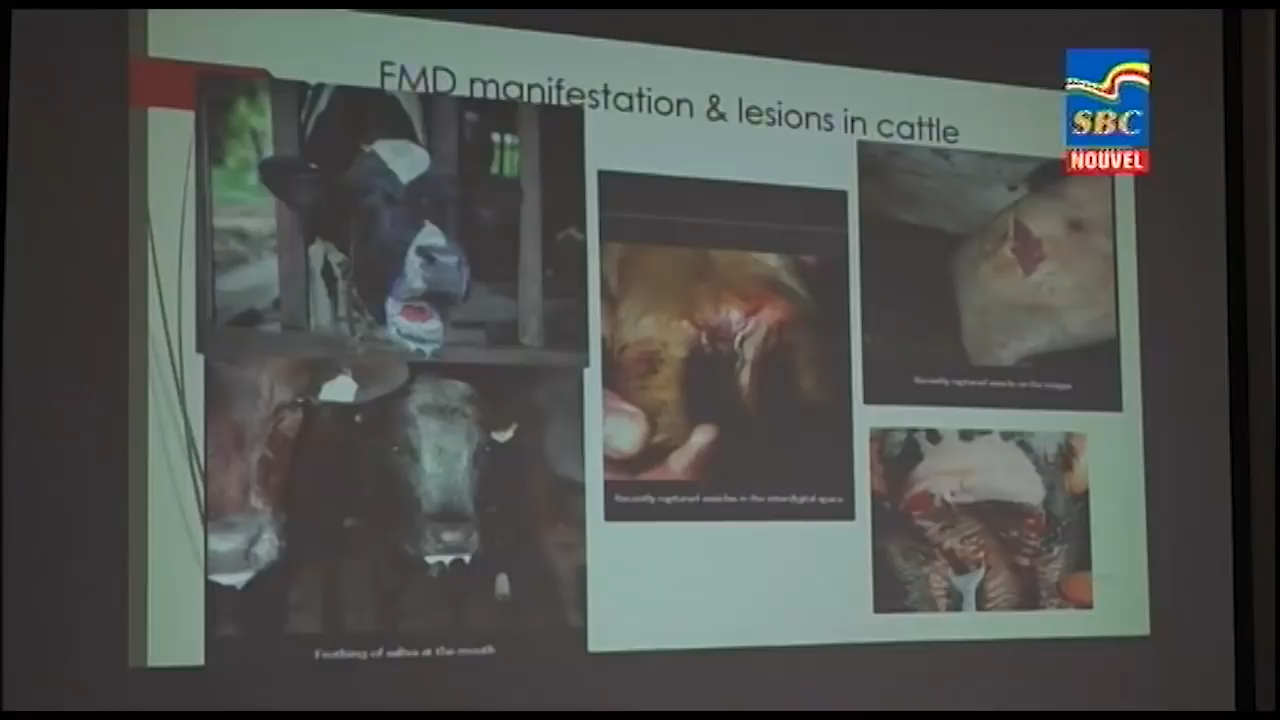 FMD manifestation & lesions in cattle
SBC
NOUVEL
Recently ruptured vesicle on the tongue
Recently ruptured vesicles in the interdigital space
Frothing of saliva at the mouth